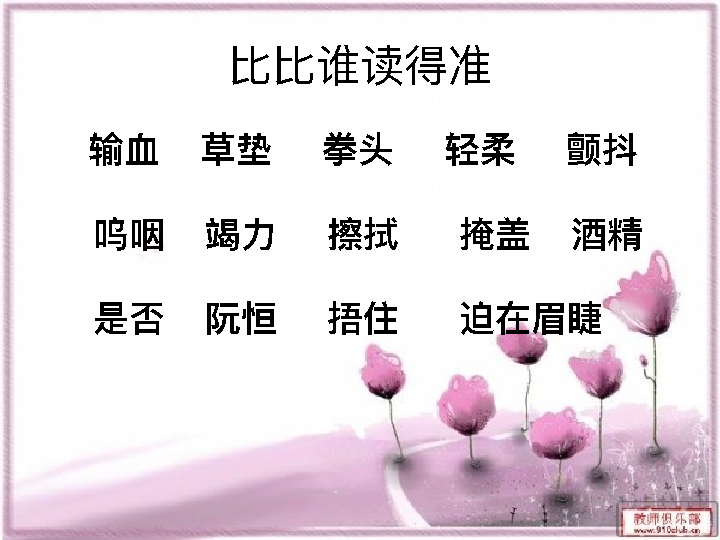 比比谁读得准
输血 草垫 拳头 轻柔 颤抖
呜咽 竭力 擦拭 掩盖 酒精
是否 阮恒 捂住 迫在眉睫
教师俱乐部
www.910club.cn